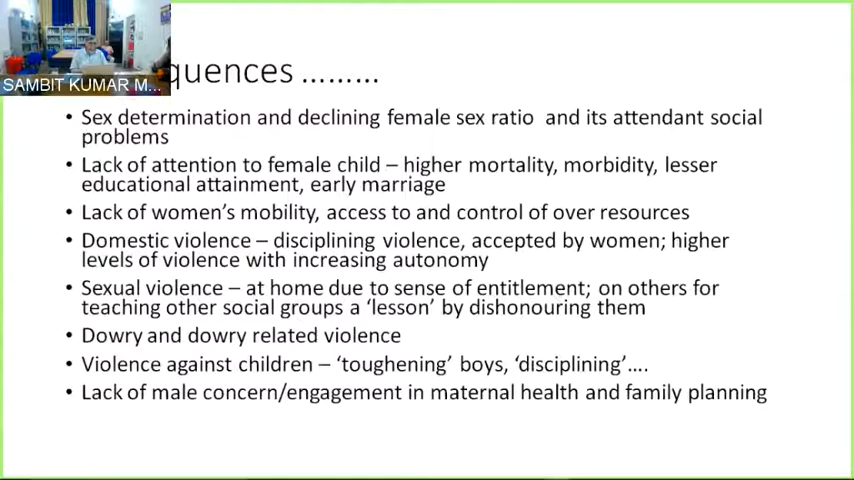 SAMBIT KUMAR M...
quences .........
• Sex determination and declining female sex ratio and its attendant social
problems
• Lack of attention to female child – higher mortality, morbidity, lesser
educational attainment, early marriage
• Lack of women's mobility, access to and control of over resources
• Domestic violence – disciplining violence, accepted by women; higher
levels of violence with increasing autonomy
• Sexual violence – at home due to sense of entitlement; on others for
teaching other social groups a 'lesson' by dishonouring them
• Dowry and dowry related violence
• Violence against children – 'toughening' boys, 'disciplining'....
• Lack of male concern/engagement in maternal health and family planning